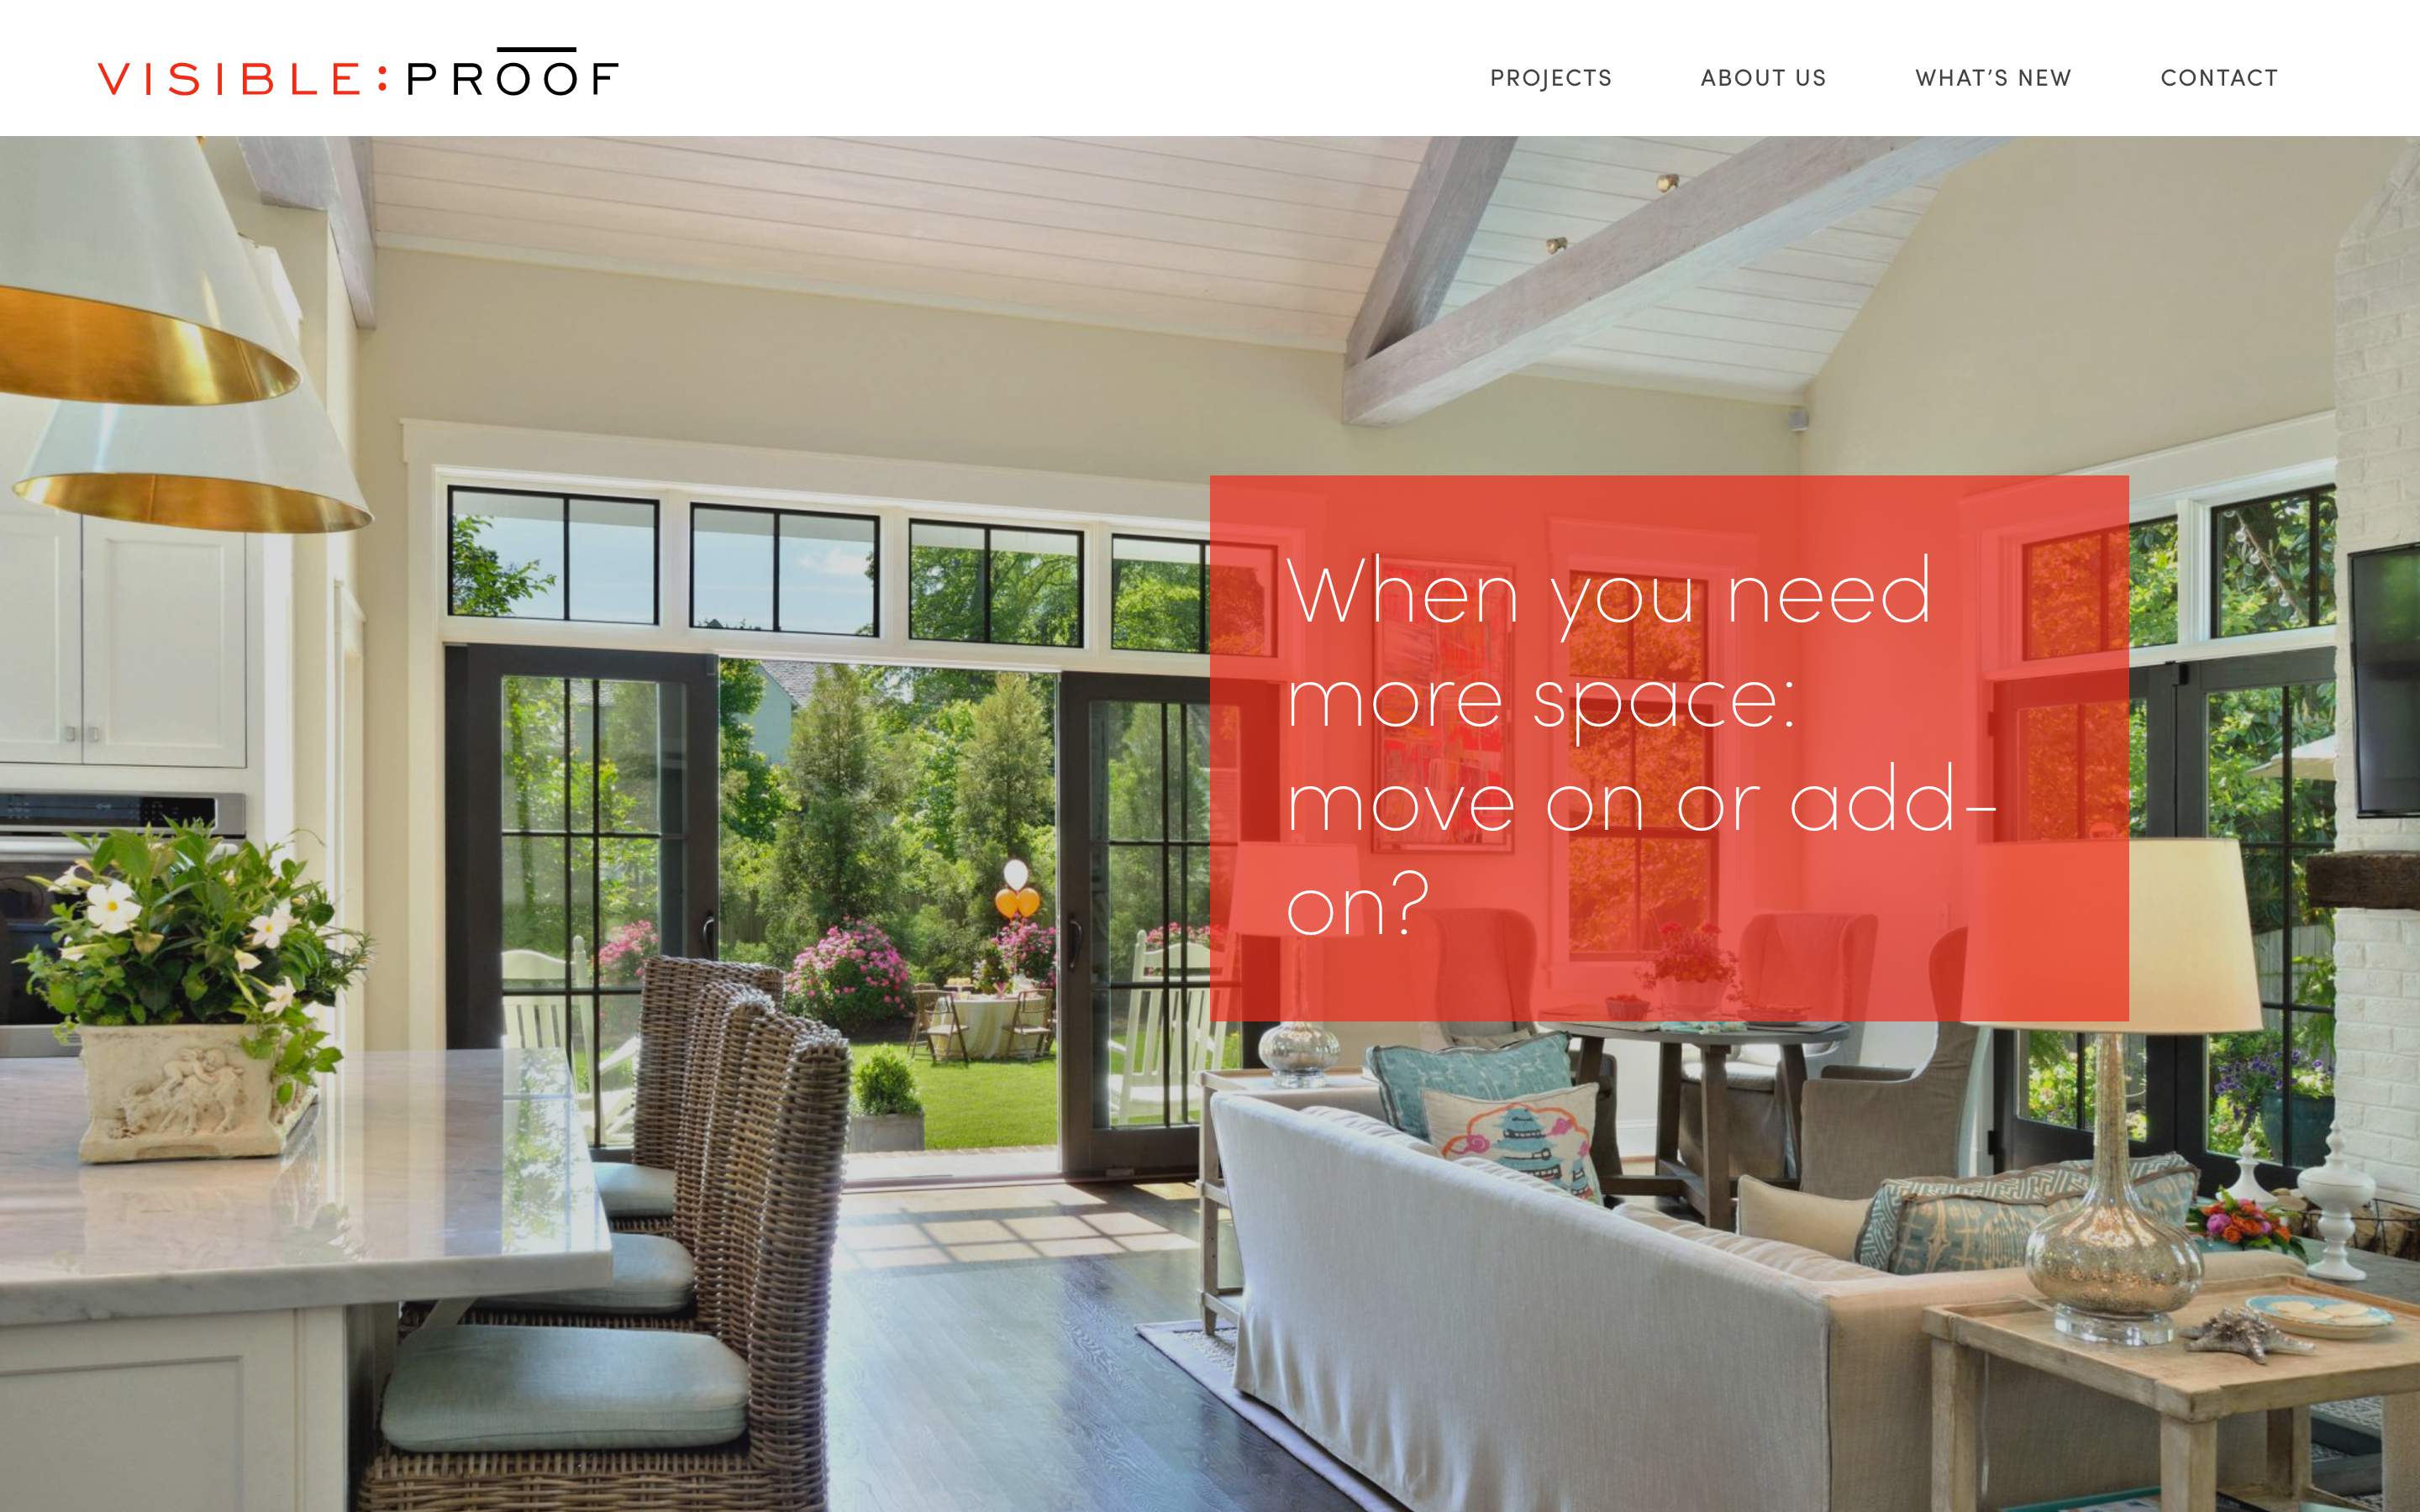 VISIBLE:PROOF
PROJECTS
ABOUT US
WHAT'S NEW
CONTACT
When you need
more space:
move on or add-
on?